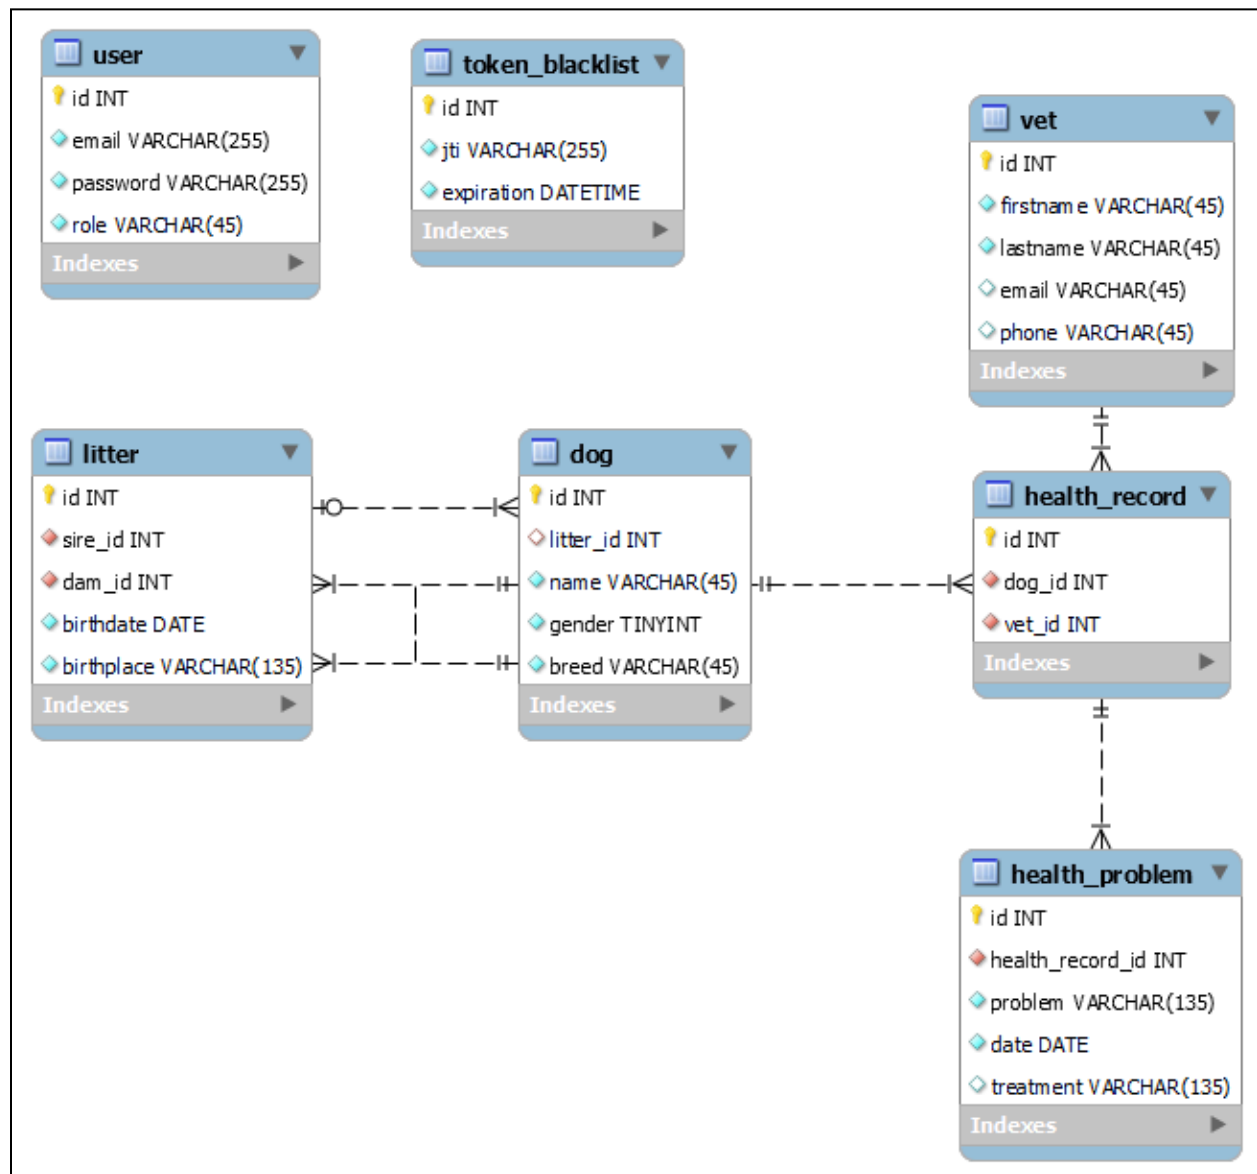 user
id INT
email VARCHAR(255)
password VARCHAR(255)
role VARCHAR(45)
Indexes
token_blacklist
id INT
jti VARCHAR(255)
expiration DATETIME
Indexes
vet
id INT
firstname VARCHAR(45)
lastname VARCHAR(45)
email VARCHAR(45)
phone VARCHAR(45)
Indexes
litter
id INT
sire_id INT
dam_id INT
birthdate DATE
birthplace VARCHAR(135)
Indexes
dog
id INT
litter_id INT
name VARCHAR(45)
gender TINYINT
breed VARCHAR(45)
Indexes
health_record
id INT
dog_id INT
vet_id INT
Indexes
health_problem
id INT
health_record_id INT
problem VARCHAR(135)
date DATE
treatment VARCHAR(135)
Indexes